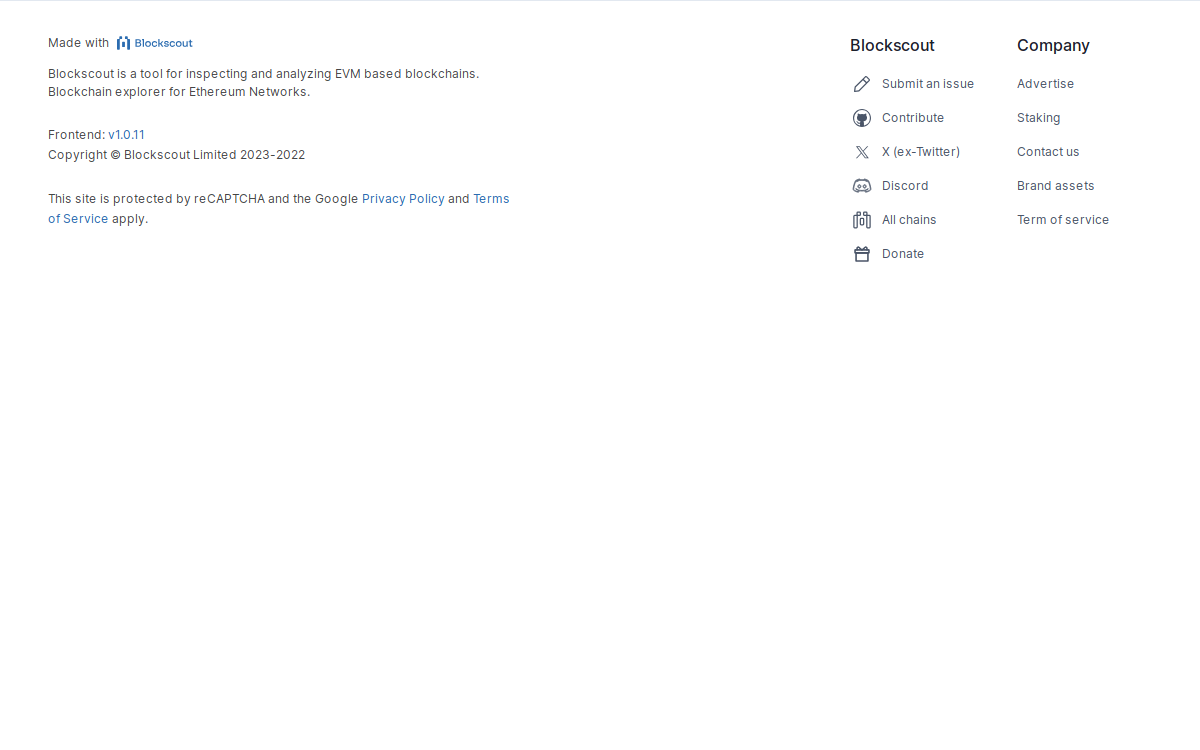 Made with Blockscout
Blockscout is a tool for inspecting and analyzing EVM based blockchains.
Blockchain explorer for Ethereum Networks.
Frontend: v1.0.11
Copyright © Blockscout Limited 2023-2022
This site is protected by reCAPTCHA and the Google Privacy Policy and Terms
of Service apply.
Blockscout
Submit an issue
Contribute
X (ex-Twitter)
Discord
All chains
Donate
Company
Advertise
Staking
Contact us
Brand assets
Term of service